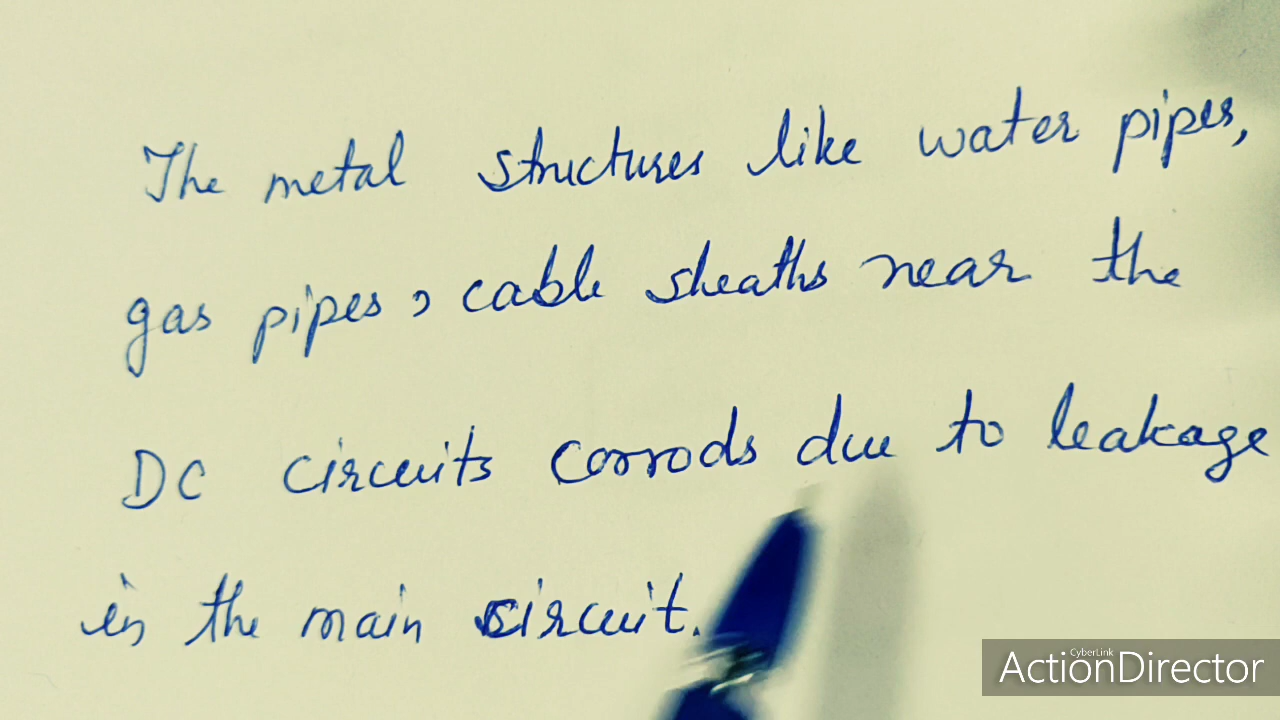 The metal structures like water pipes,
gas pipes, cable sheaths near the
DC circuits corrods due to leakage
in the main circuit.
CyberLink
ActionDirector